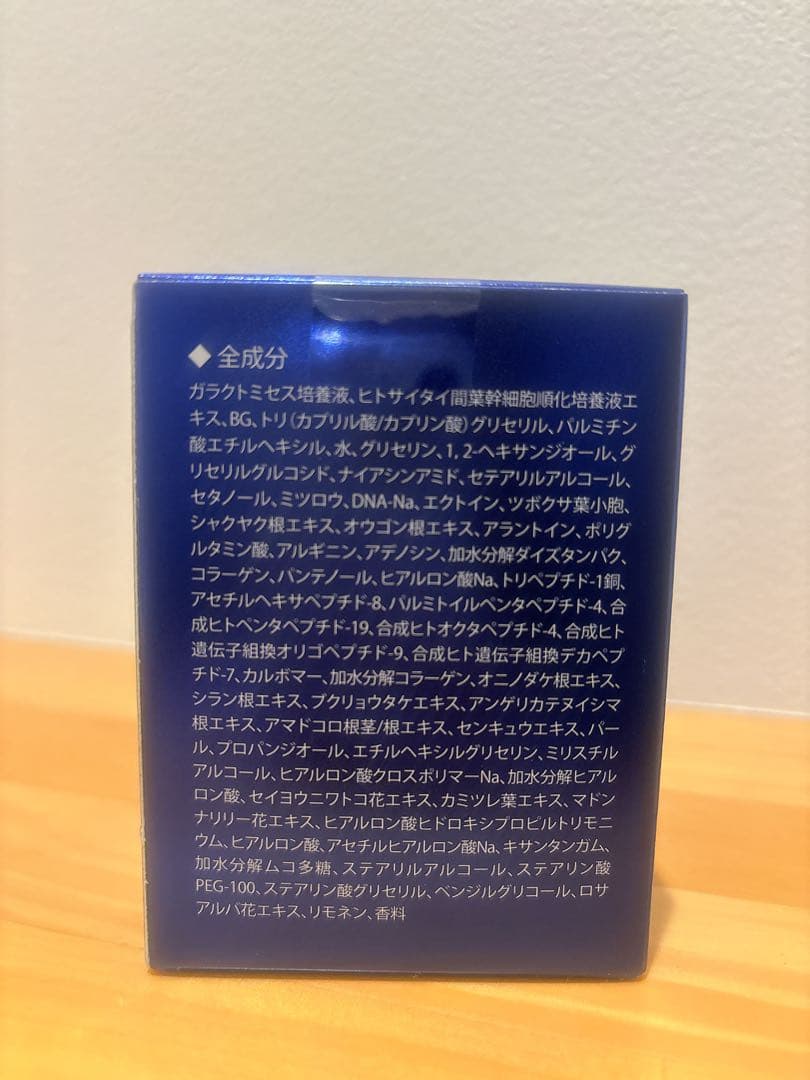 ◆ 全成分
ガラクトミセス培養液、ヒトサイタイ間葉幹細胞順化培養液エ
キス、BG、トリ(カプリル酸/カプリン酸)グリセリル、パルミチン
酸エチルヘキシル、水、グリセリン、1, 2-ヘキサンジオール、グ
リセリルグルコシド、ナイアシンアミド、セテアリルアルコール、
セタノール、ミツロウ、DNA-Na、エクトイン、ツボクサ葉小胞、
シャクヤク根エキス、オウゴン根エキス、アラントイン、ポリグ
ルタミン酸、アルギニン、アデノシン、加水分解ダイズタンパク、
コラーゲン、パンテノール、ヒアルロン酸Na、トリペプチド-1銅、
アセチルヘキサペプチド-8、パルミトイルペンタペプチド-4、合
成ヒトペンタペプチド-19、合成ヒトオクタペプチド-4、合成ヒト
遺伝子組換オリゴペプチド-9、合成ヒト遺伝子組換デカペプ
チド-7、カルボマー、加水分解コラーゲン、オニノダケ根エキス、
シラン根エキス、ブクリョウタケエキス、アンゲリカテヌイシマ
根エキス、アマドコロ根茎/根エキス、センキュウエキス、パー
ル、プロパンジオール、エチルヘキシルグリセリン、ミリスチル
アルコール、ヒアルロン酸クロスポリマーNa、加水分解ヒアル
ロン酸、セイヨウニワトコ花エキス、カミツレ葉エキス、マドン
ナリリー花エキス、ヒアルロン酸ヒドロキシプロピルトリモニ
ウム、ヒアルロン酸、アセチルヒアルロン酸Na、キサンタンガム、
加水分解ムコ多糖、ステアリルアルコール、ステアリン酸
PEG-100、ステアリン酸グリセリル、ベンジルグリコール、ロサ
アルバ花エキス、リモネン、香料